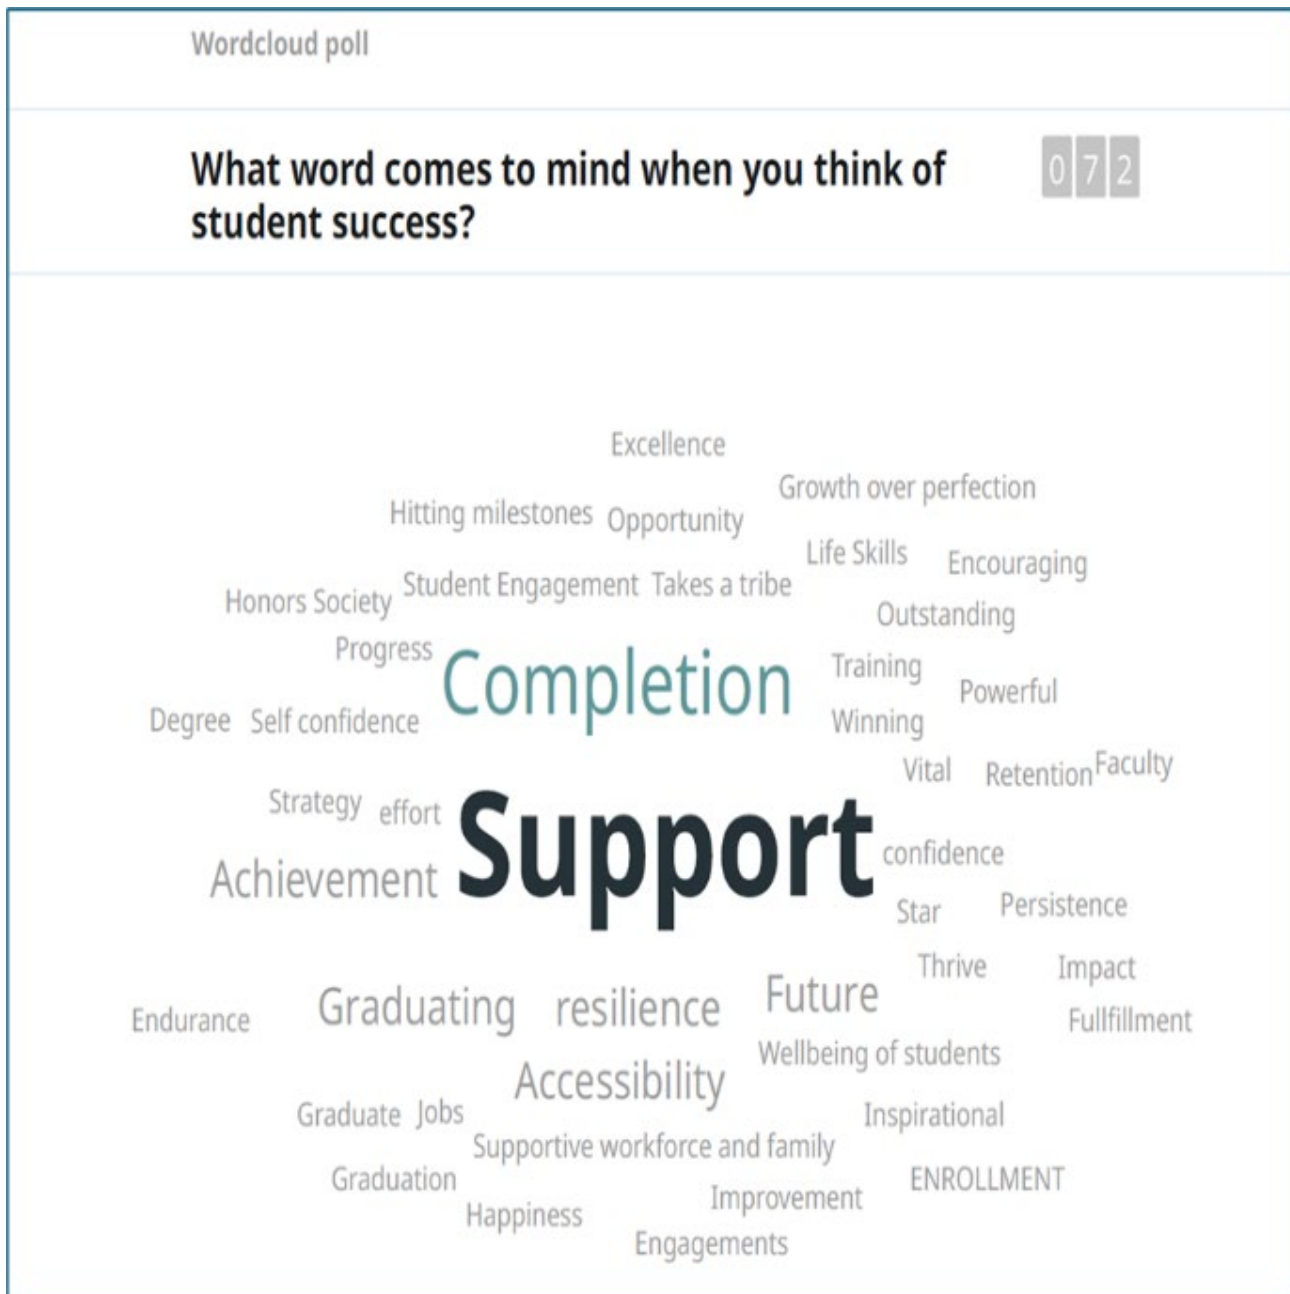 Wordcloud poll
What word comes to mind when you think of
student success?
072
Excellence
Growth over perfection
Hitting milestones
Opportunity
Life Skills
Encouraging
Student Engagement
Takes a tribe
Honors Society
Outstanding
Progress
Completion
Training
Powerful
Degree
Self confidence
Winning
Vital
Retention
Faculty
Strategy
effort
Support
confidence
Achievement
Star
Persistence
Thrive
Impact
Endurance
Graduating
resilience
Future
Fullfillment
Wellbeing of students
Accessibility
Graduate
Jobs
Inspirational
Supportive workforce and family
Graduation
ENROLLMENT
Improvement
Happiness
Engagements